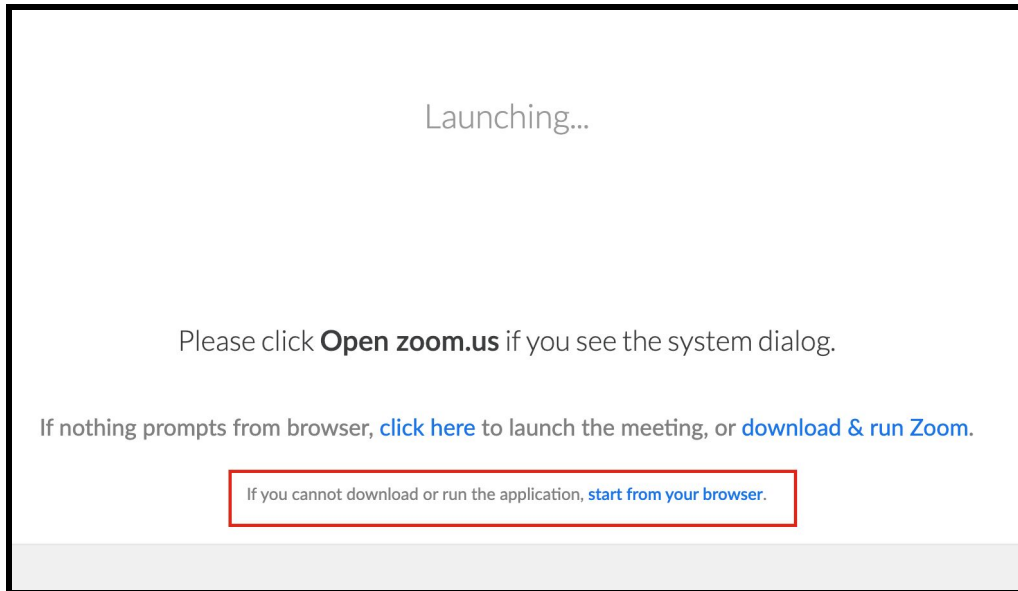 Launching...
Please click Open zoom.us if you see the system dialog.
If nothing prompts from browser, click here to launch the meeting, or download & run Zoom.
If you cannot download or run the application, start from your browser.